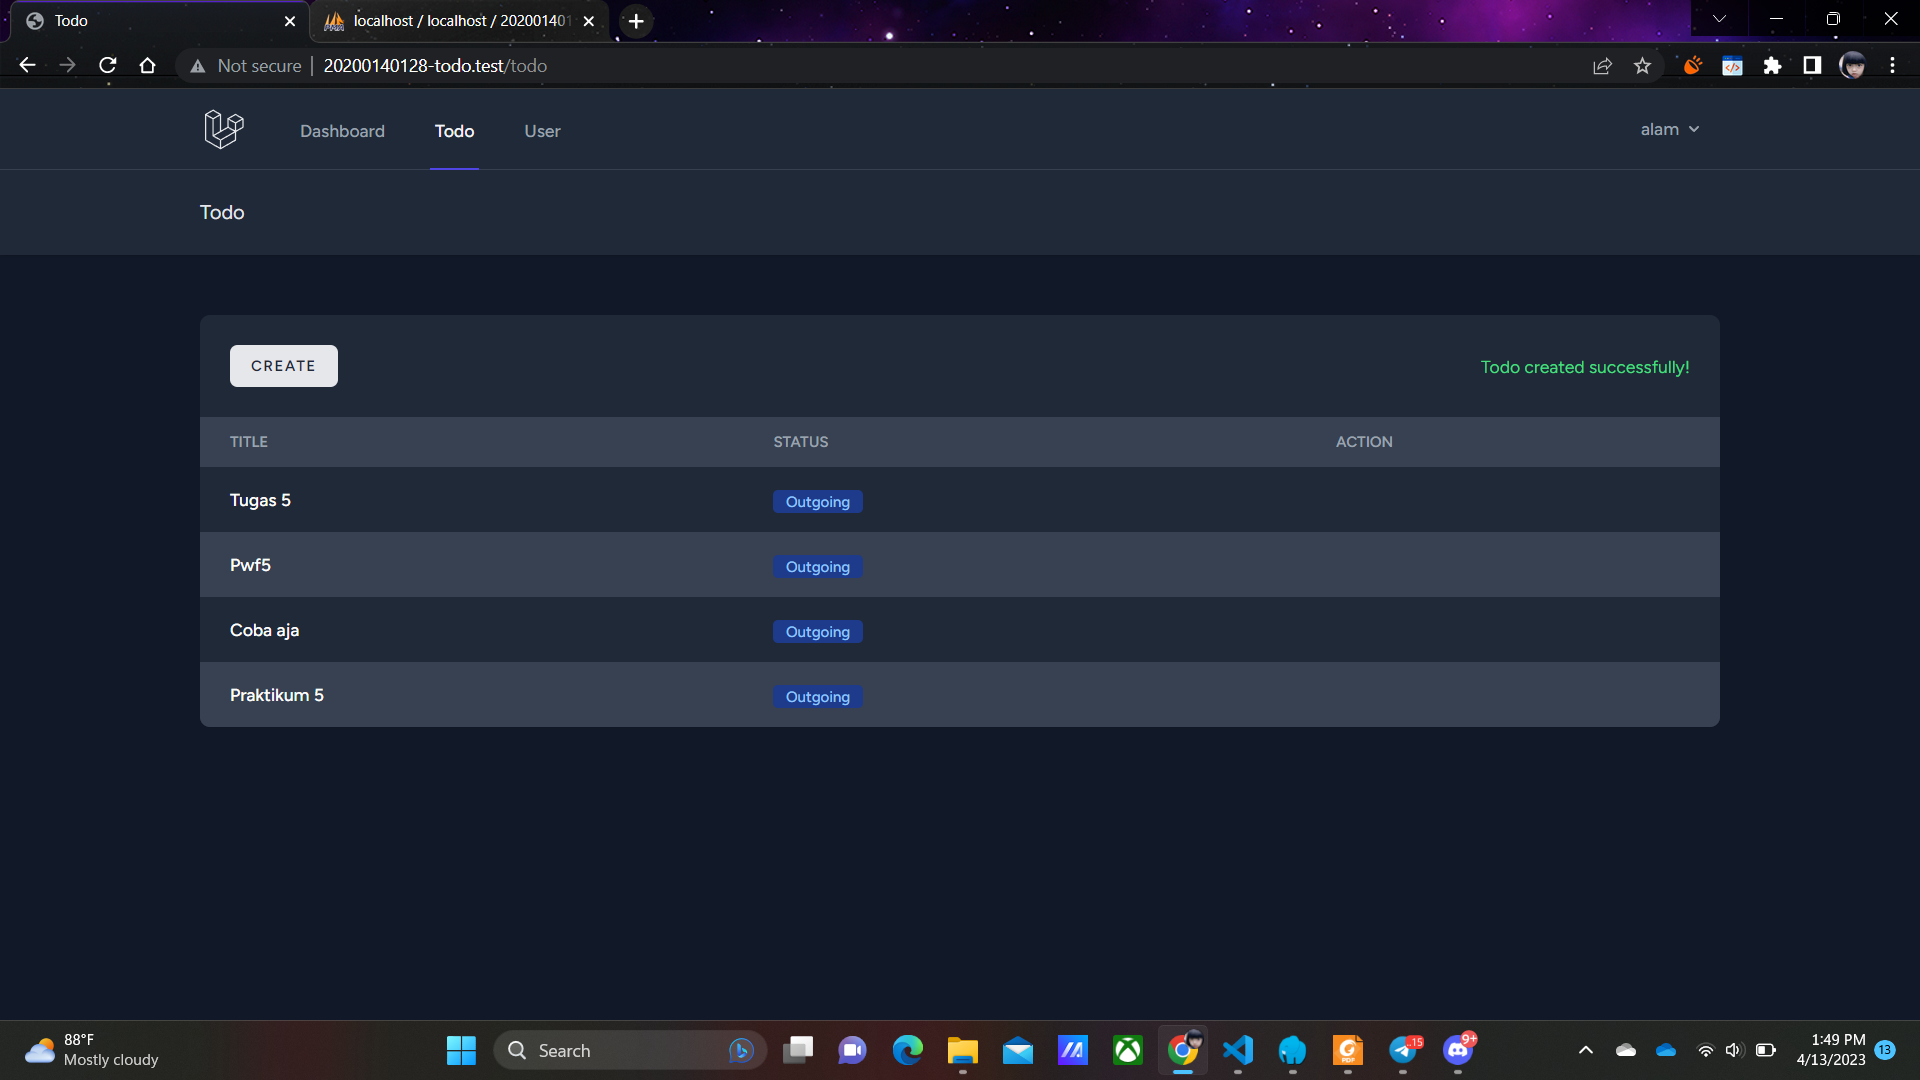 Todo
localhost / localhost / 202001401
Not secure
20200140128-todo.test/todo
Dashboard
Todo
User
alam
Todo
CREATE
Todo created successfully!
TITLE
STATUS
ACTION
Tugas 5
Outgoing
Pwf5
Outgoing
Coba aja
Outgoing
Praktikum 5
Outgoing
88°F
Mostly cloudy
Search
15
9+
1:49 PM
4/13/2023
13